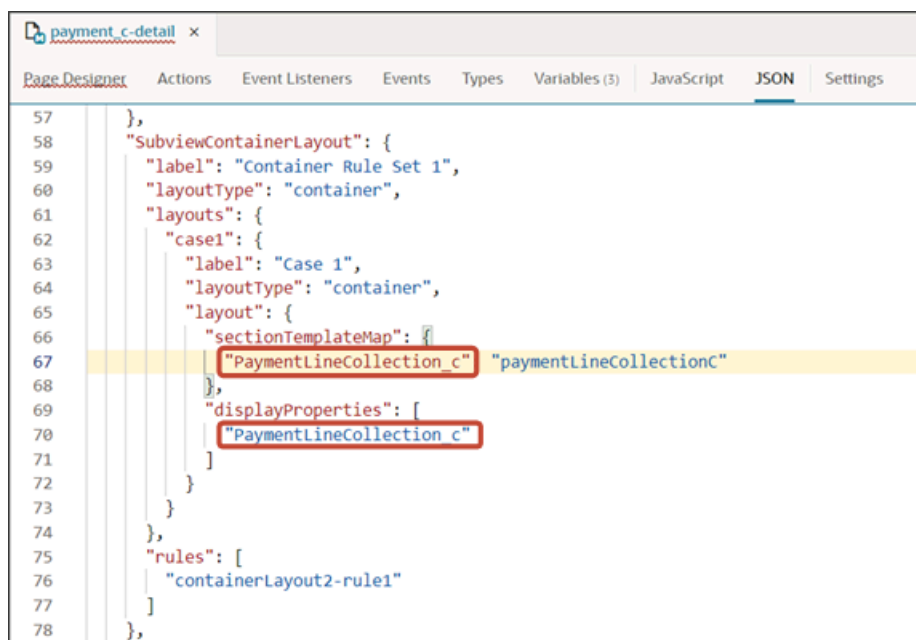 payment_c-detail ×
Page Designer Actions Event Listeners Events Types Variables (3) JavaScript JSON Settings
57 },
58 "SubviewContainerLayout": {
59 "label": "Container Rule Set 1",
60 "layoutType": "container",
61 "layouts": {
62 "case1": {
63 "label": "Case 1",
64 "layoutType": "container",
65 "layout": {
66 "sectionTemplateMap": {
67 "PaymentLineCollection_c" "paymentLineCollectionC"
68 },
69 "displayProperties": [
70 "PaymentLineCollection_c"
71 ]
72 }
73 }
74 },
75 "rules": [
76 "containerLayout2-rule1"
77 ]
78 },